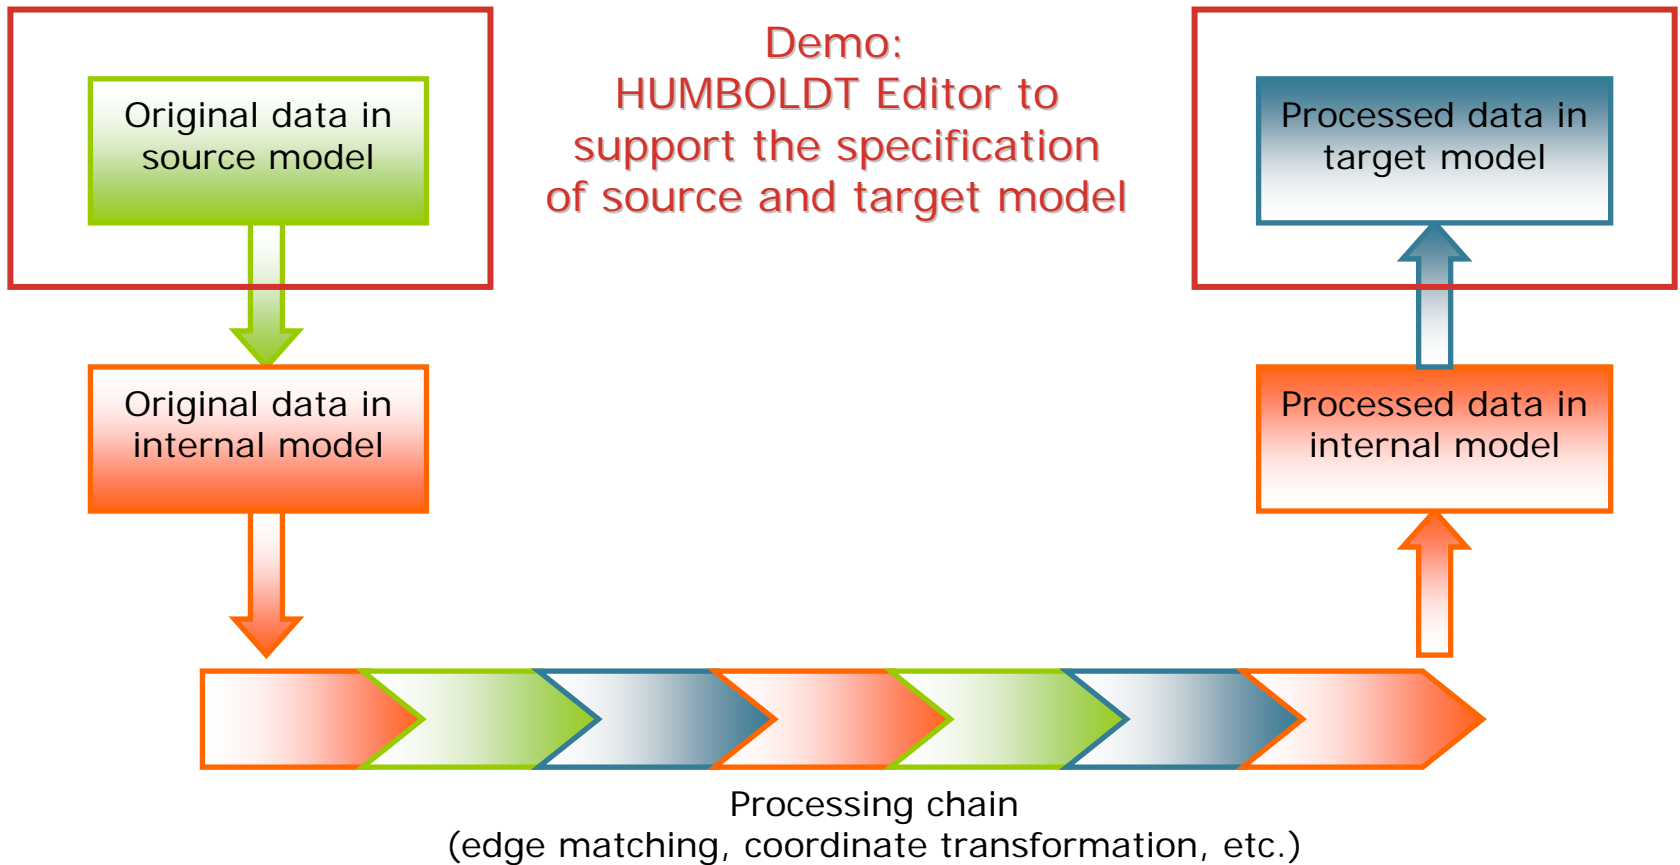 Demo:
HUMBOLDT Editor to
support the specification
of source and target model
Original data in
source model
Processed data in
target model
Original data in
internal model
Processed data in
internal model
Processing chain
(edge matching, coordinate transformation, etc.)